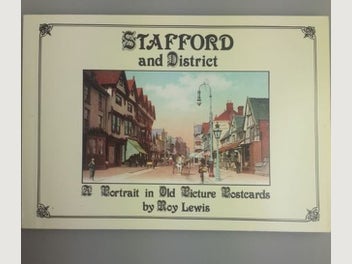 STAFFORD
and District
A Portrait in Old Picture Postcards
by Roy Lewis